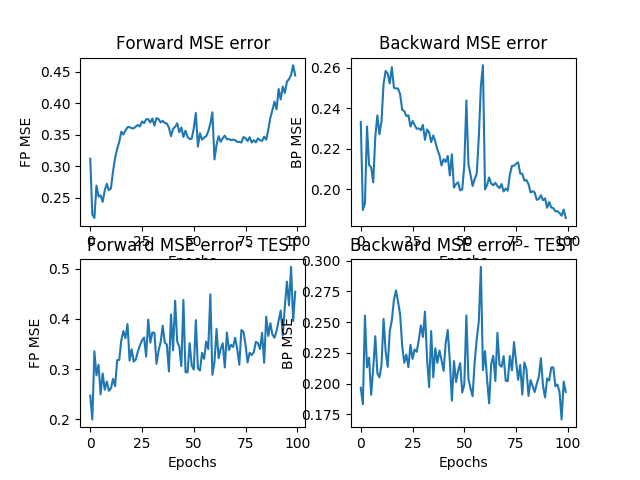 Forward MSE error
Backward MSE error
FP MSE
0.45
0.40
0.35
0.30
0.25
0 25 50 75 100
Epochs
BP MSE
0.26
0.24
0.22
0.20
0 25 50 75 100
Forward MSE error - TEST
Backward MSE error - TEST
FP MSE
0.5
0.4
0.3
0.2
0 25 50 75 100
Epochs
BP MSE
0.300
0.275
0.250
0.225
0.200
0.175
0 25 50 75 100
Epochs